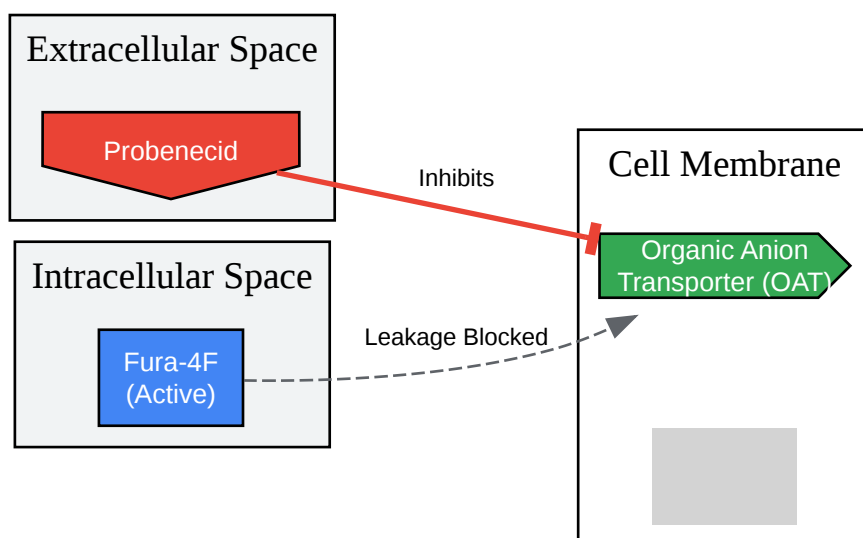 Extracellular Space
Probenecid
Inhibits
Cell Membrane
Organic Anion
Transporter (OAT)
Intracellular Space
Leakage Blocked
Fura-4F
(Active)